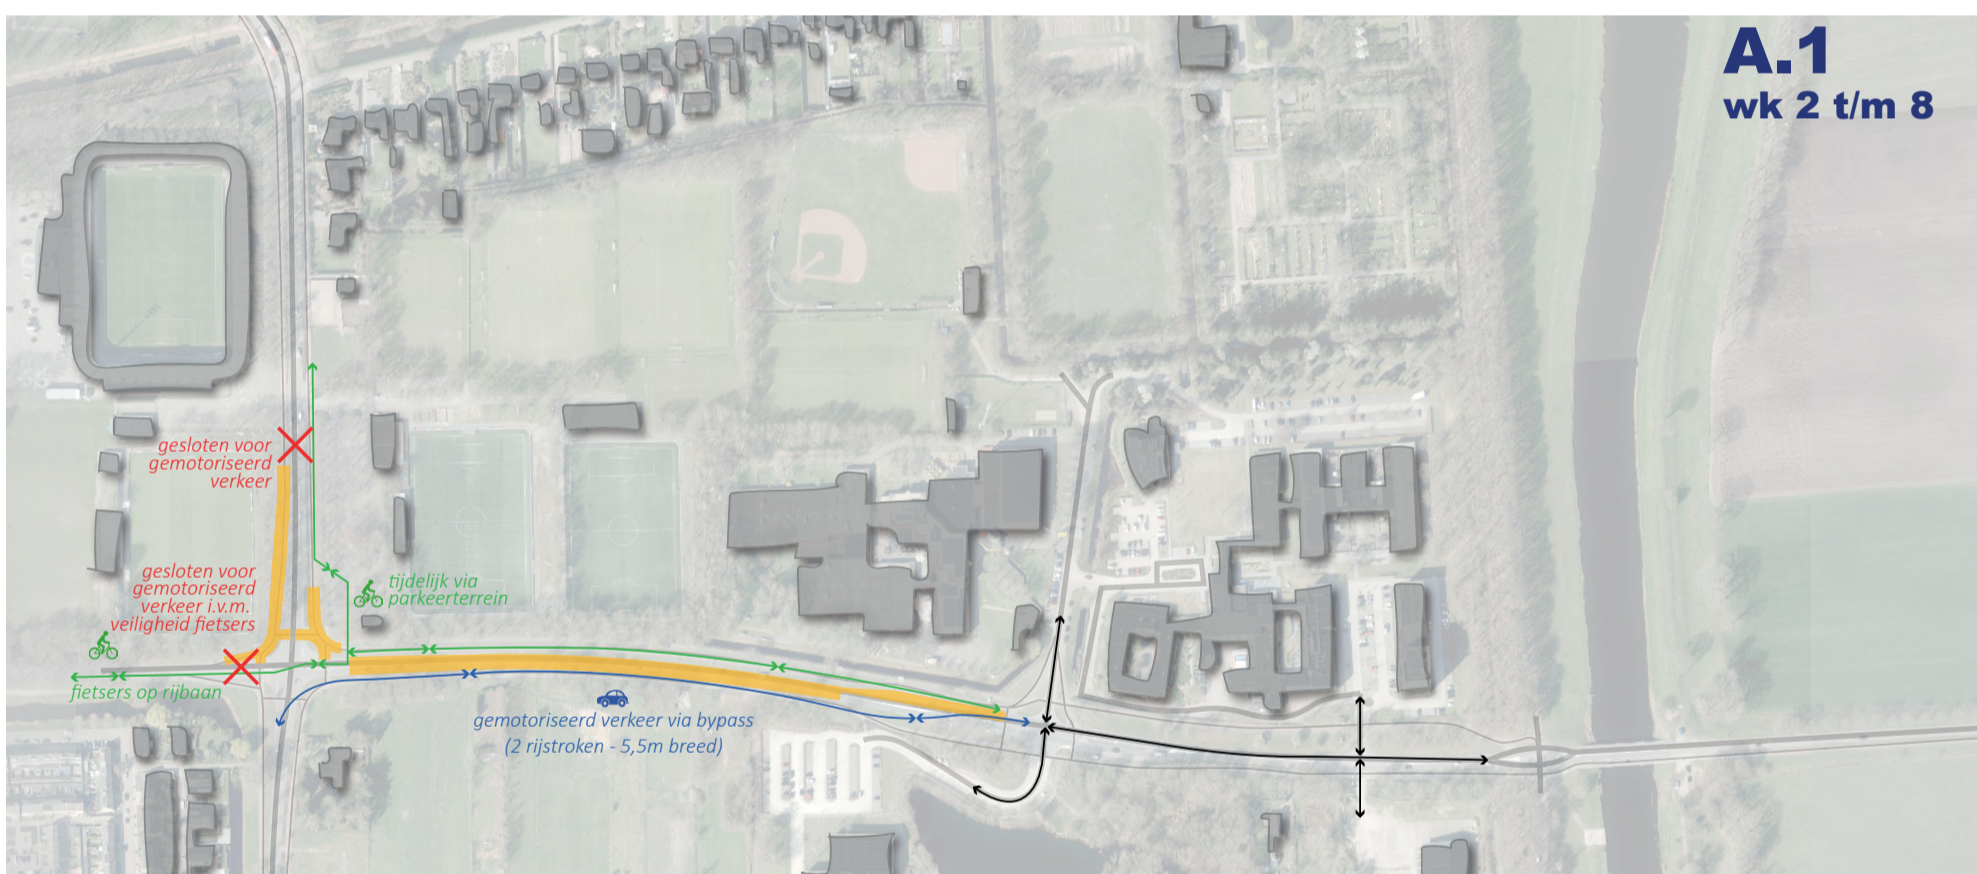 A.1
wk 2 t/m 8
gesloten voor
gemotoriseerd
verkeer
gesloten voor
gemotoriseerd
verkeer i.v.m.
veiligheid fietsers
tijdelijk via
parkeerterrein
fietsers op rijbaan
gemotoriseerd verkeer via bypass
(2 rijstroken - 5,5m breed)